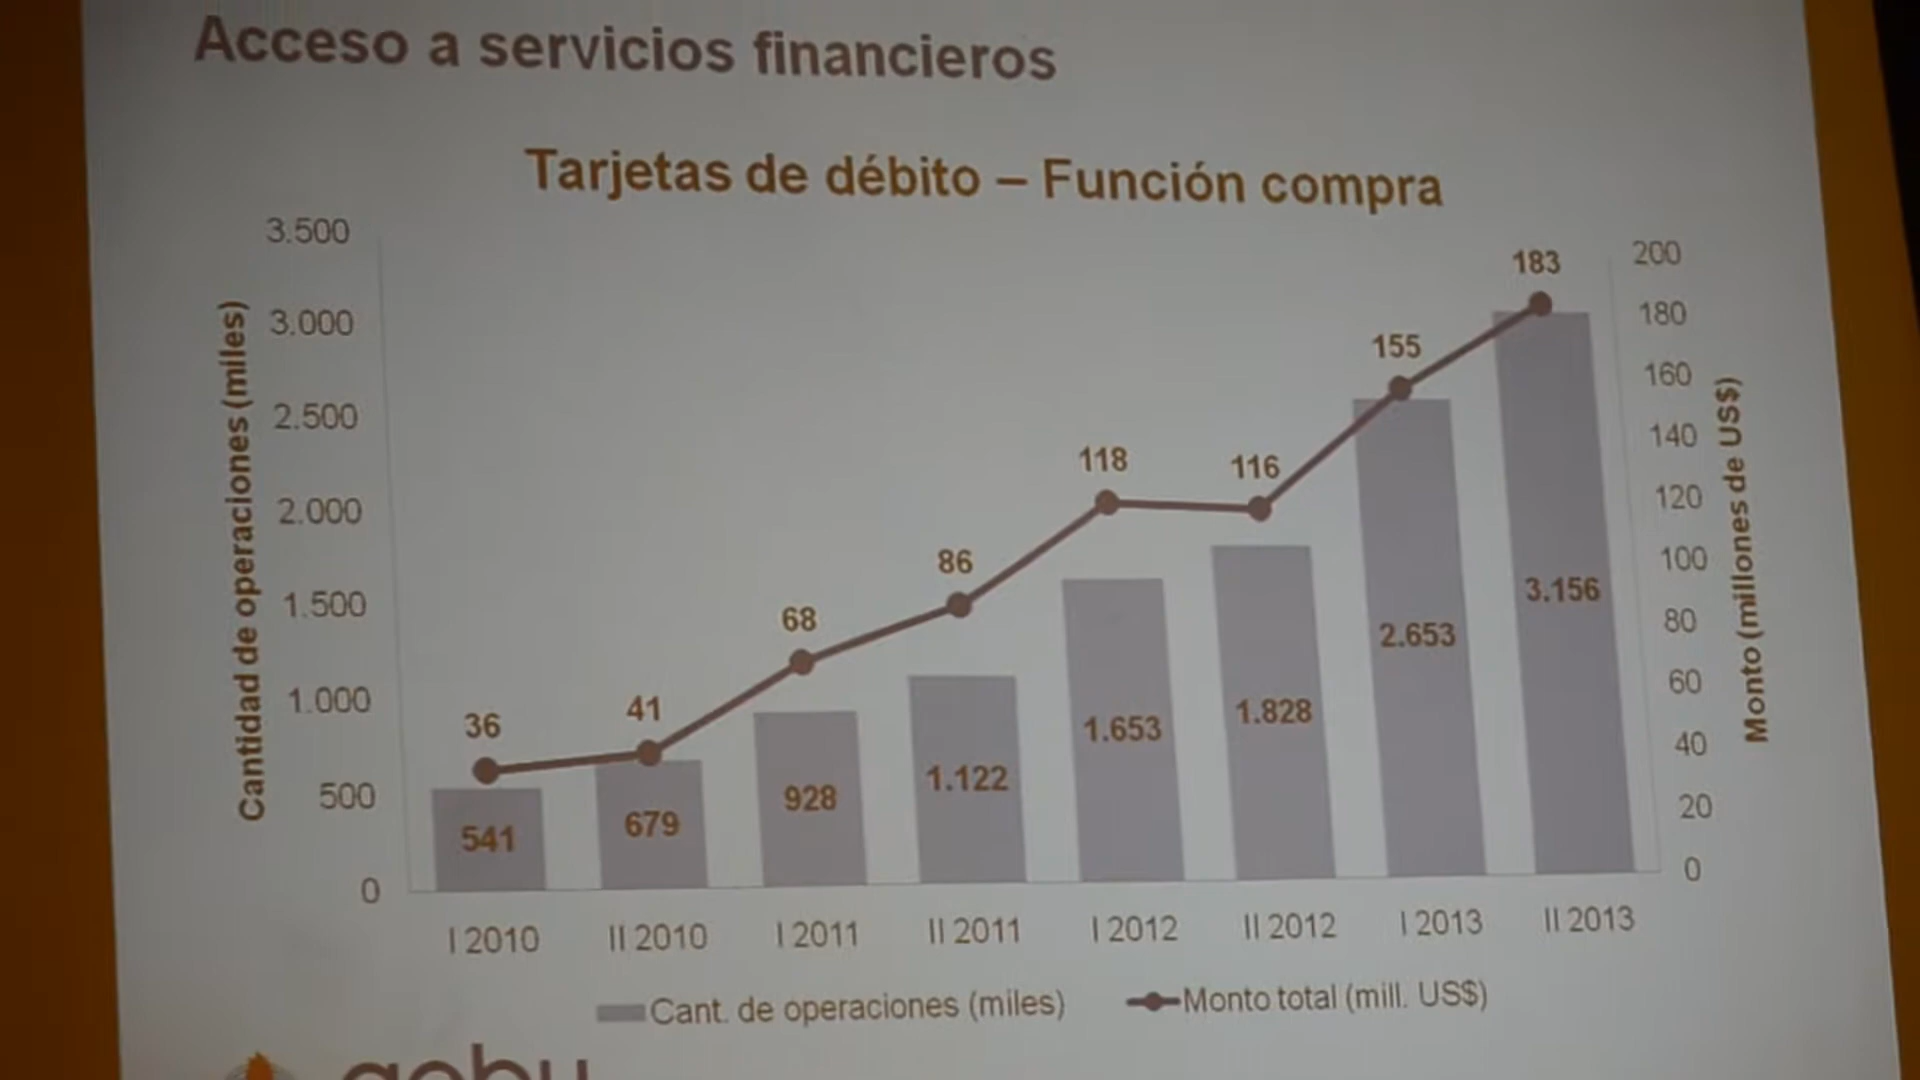 Acceso a servicios financieros
Tarjetas de débito – Función compra
Cantidad de operaciones (miles)
3.500
3.000
2.500
2.000
1.500
1.000
500
0
36
41
68
86
118
116
155
183
541
679
928
1.122
1.653
1.828
2.653
3.156
200
180
160
140
120
100
80
60
40
20
0
Monto (millones de US$)
I 2010
II 2010
I 2011
II 2011
I 2012
II 2012
I 2013
II 2013
Cant. de operaciones (miles)
Monto total (mill. US$)